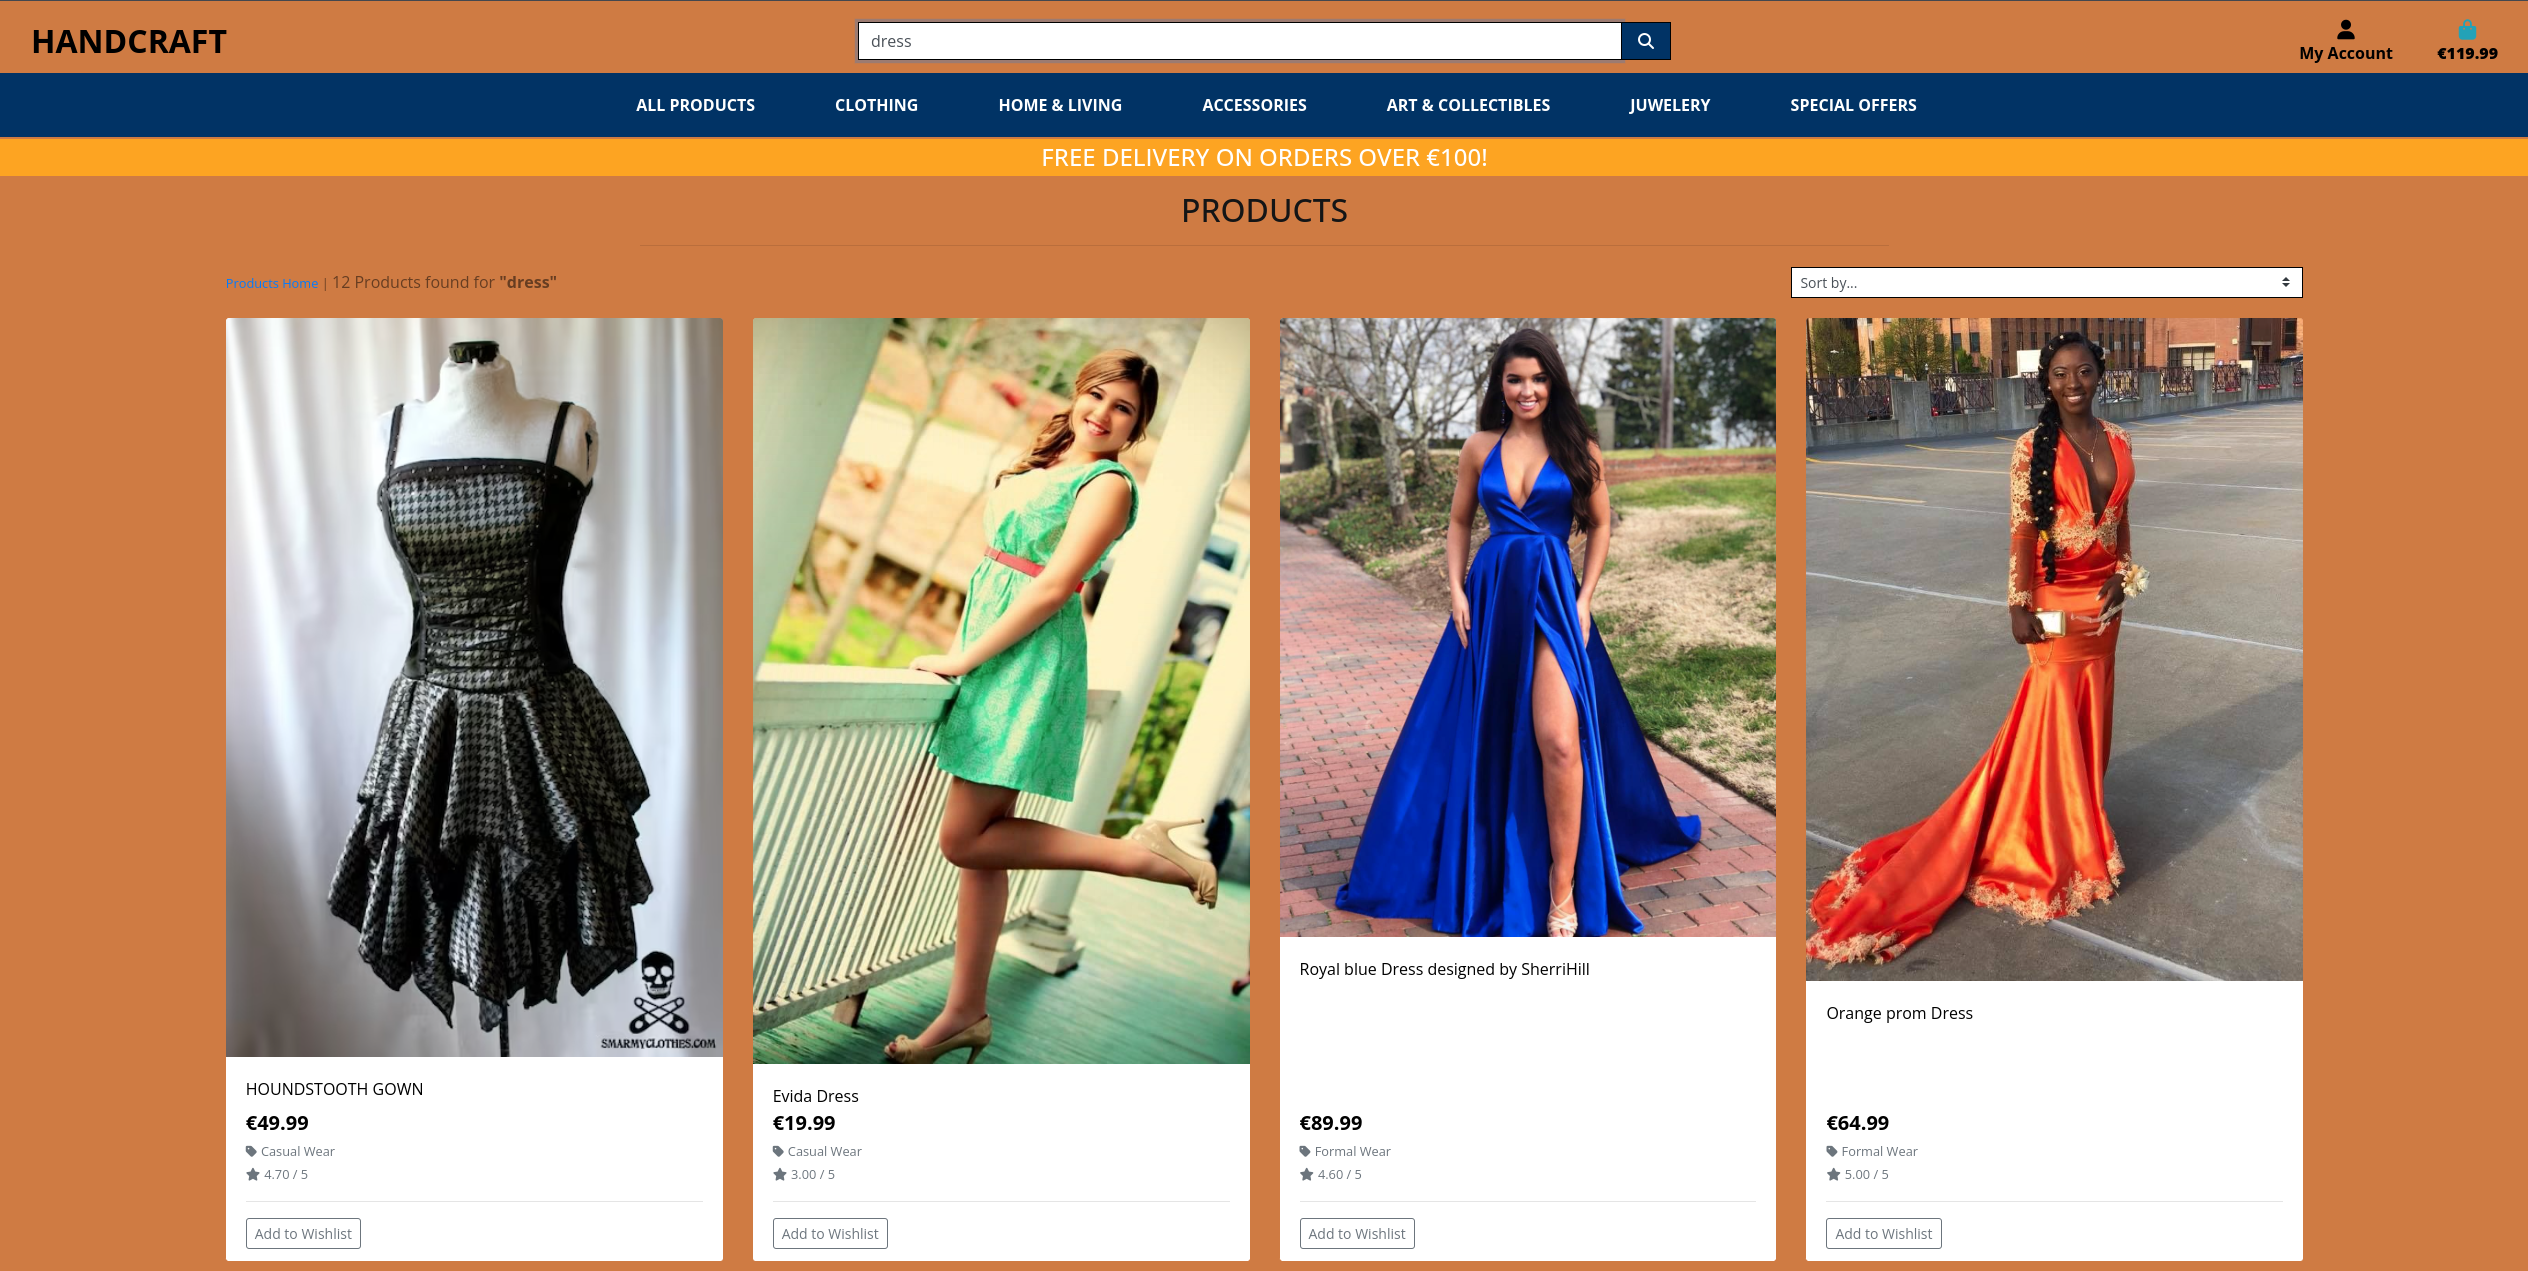 HANDCRAFT
dress
My Account
€119.99
ALL PRODUCTS
CLOTHING
HOME & LIVING
ACCESSORIES
ART & COLLECTIBLES
JUWELERY
SPECIAL OFFERS
FREE DELIVERY ON ORDERS OVER €100!
PRODUCTS
Products Home | 12 Products found for "dress"
Sort by...
SMARMYCLOTHES.COM
HOUNDSTOOTH GOWN
€49.99
Casual Wear
4.70 / 5
Add to Wishlist
Evida Dress
€19.99
Casual Wear
3.00 / 5
Add to Wishlist
Royal blue Dress designed by SherriHill
€89.99
Formal Wear
4.60 / 5
Add to Wishlist
Orange prom Dress
€64.99
Formal Wear
5.00 / 5
Add to Wishlist